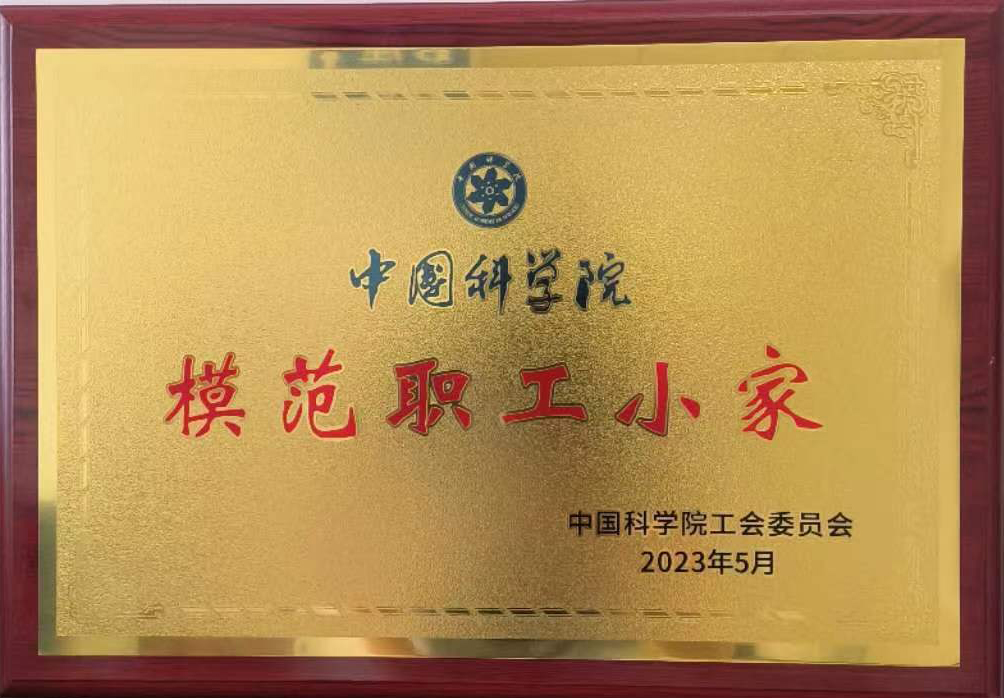 中国科学院
模范职工小家
中国科学院工会委员会
2023年5月